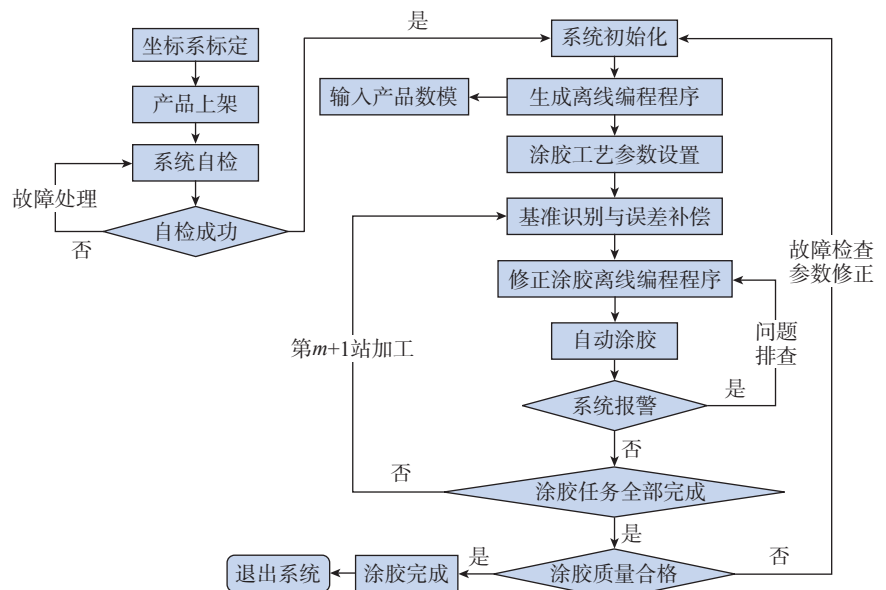 坐标系标定
产品上架
系统自检
故障处理
否
自检成功
是
系统初始化
输入产品数模
生成离线编程程序
涂胶工艺参数设置
基准识别与误差补偿
修正涂胶离线编程程序
自动涂胶
问题
排查
系统报警
是
第m+1站加工
否
否
涂胶任务全部完成
是
涂胶质量合格
否
故障检查
参数修正
是
涂胶完成
退出系统